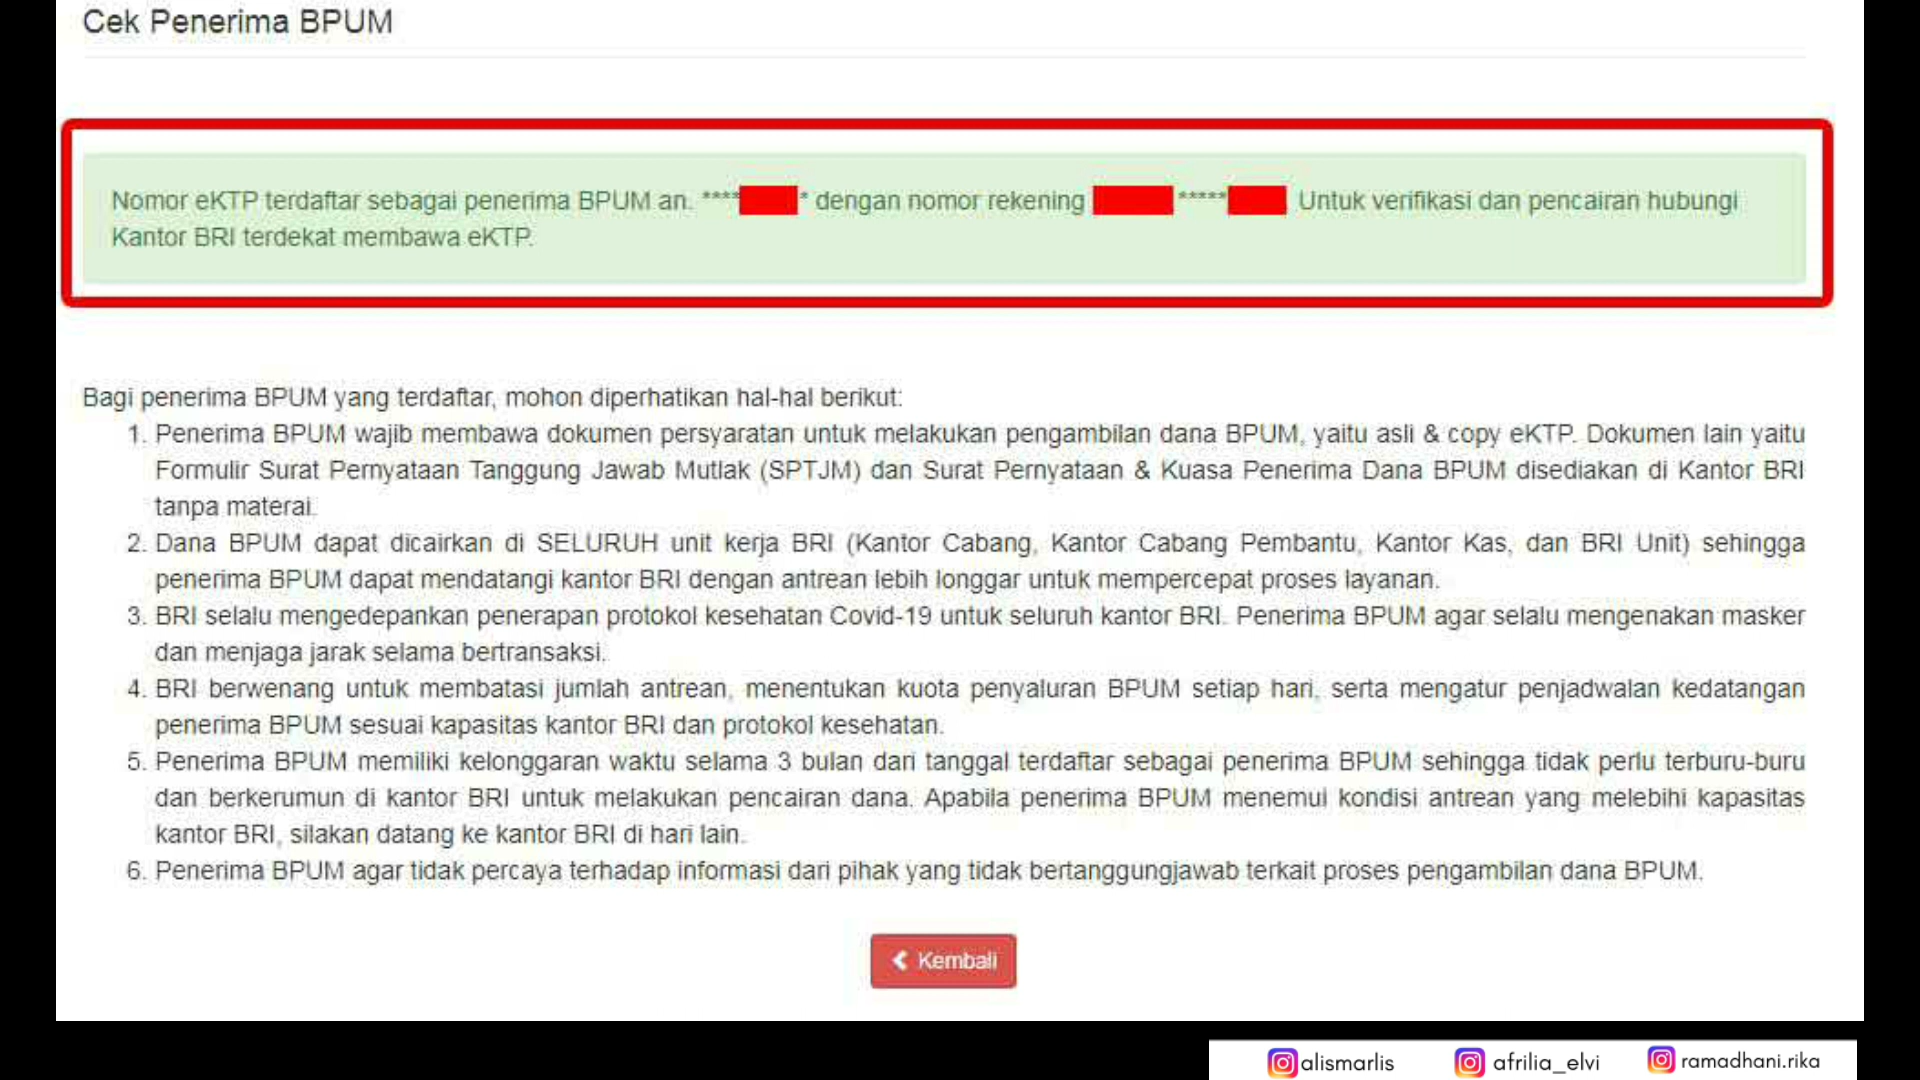 Cek Penerima BPUM
Nomor eKTP terdaftar sebagai penerima BPUM an. **** * dengan nomor rekening ***** Untuk verifikasi dan pencairan hubungi
Kantor BRI terdekat membawa eKTP.
Bagi penerima BPUM yang terdaftar, mohon diperhatikan hal-hal berikut:
1. Penerima BPUM wajib membawa dokumen persyaratan untuk melakukan pengambilan dana BPUM, yaitu asli & copy eKTP. Dokumen lain yaitu
Formulir Surat Pernyataan Tanggung Jawab Mutlak (SPTJM) dan Surat Pernyataan & Kuasa Penerima Dana BPUM disediakan di Kantor BRI
tanpa materai.
2. Dana BPUM dapat dicairkan di SELURUH unit kerja BRI (Kantor Cabang, Kantor Cabang Pembantu, Kantor Kas, dan BRI Unit) sehingga
penerima BPUM dapat mendatangi kantor BRI dengan antrean lebih longgar untuk mempercepat proses layanan.
3. BRI selalu mengedepankan penerapan protokol kesehatan Covid-19 untuk seluruh kantor BRI. Penerima BPUM agar selalu mengenakan masker
dan menjaga jarak selama bertransaksi.
4. BRI berwenang untuk membatasi jumlah antrean, menentukan kuota penyaluran BPUM setiap hari, serta mengatur penjadwalan kedatangan
penerima BPUM sesuai kapasitas kantor BRI dan protokol kesehatan.
5. Penerima BPUM memiliki kelonggaran waktu selama 3 bulan dari tanggal terdaftar sebagai penerima BPUM sehingga tidak perlu terburu-buru
dan berkerumun di kantor BRI untuk melakukan pencairan dana. Apabila penerima BPUM menemui kondisi antrean yang melebihi kapasitas
kantor BRI, silakan datang ke kantor BRI di hari lain.
6. Penerima BPUM agar tidak percaya terhadap informasi dari pihak yang tidak bertanggungjawab terkait proses pengambilan dana BPUM.
Kembali
alismarlis afrilia_elvi ramadhani.rika